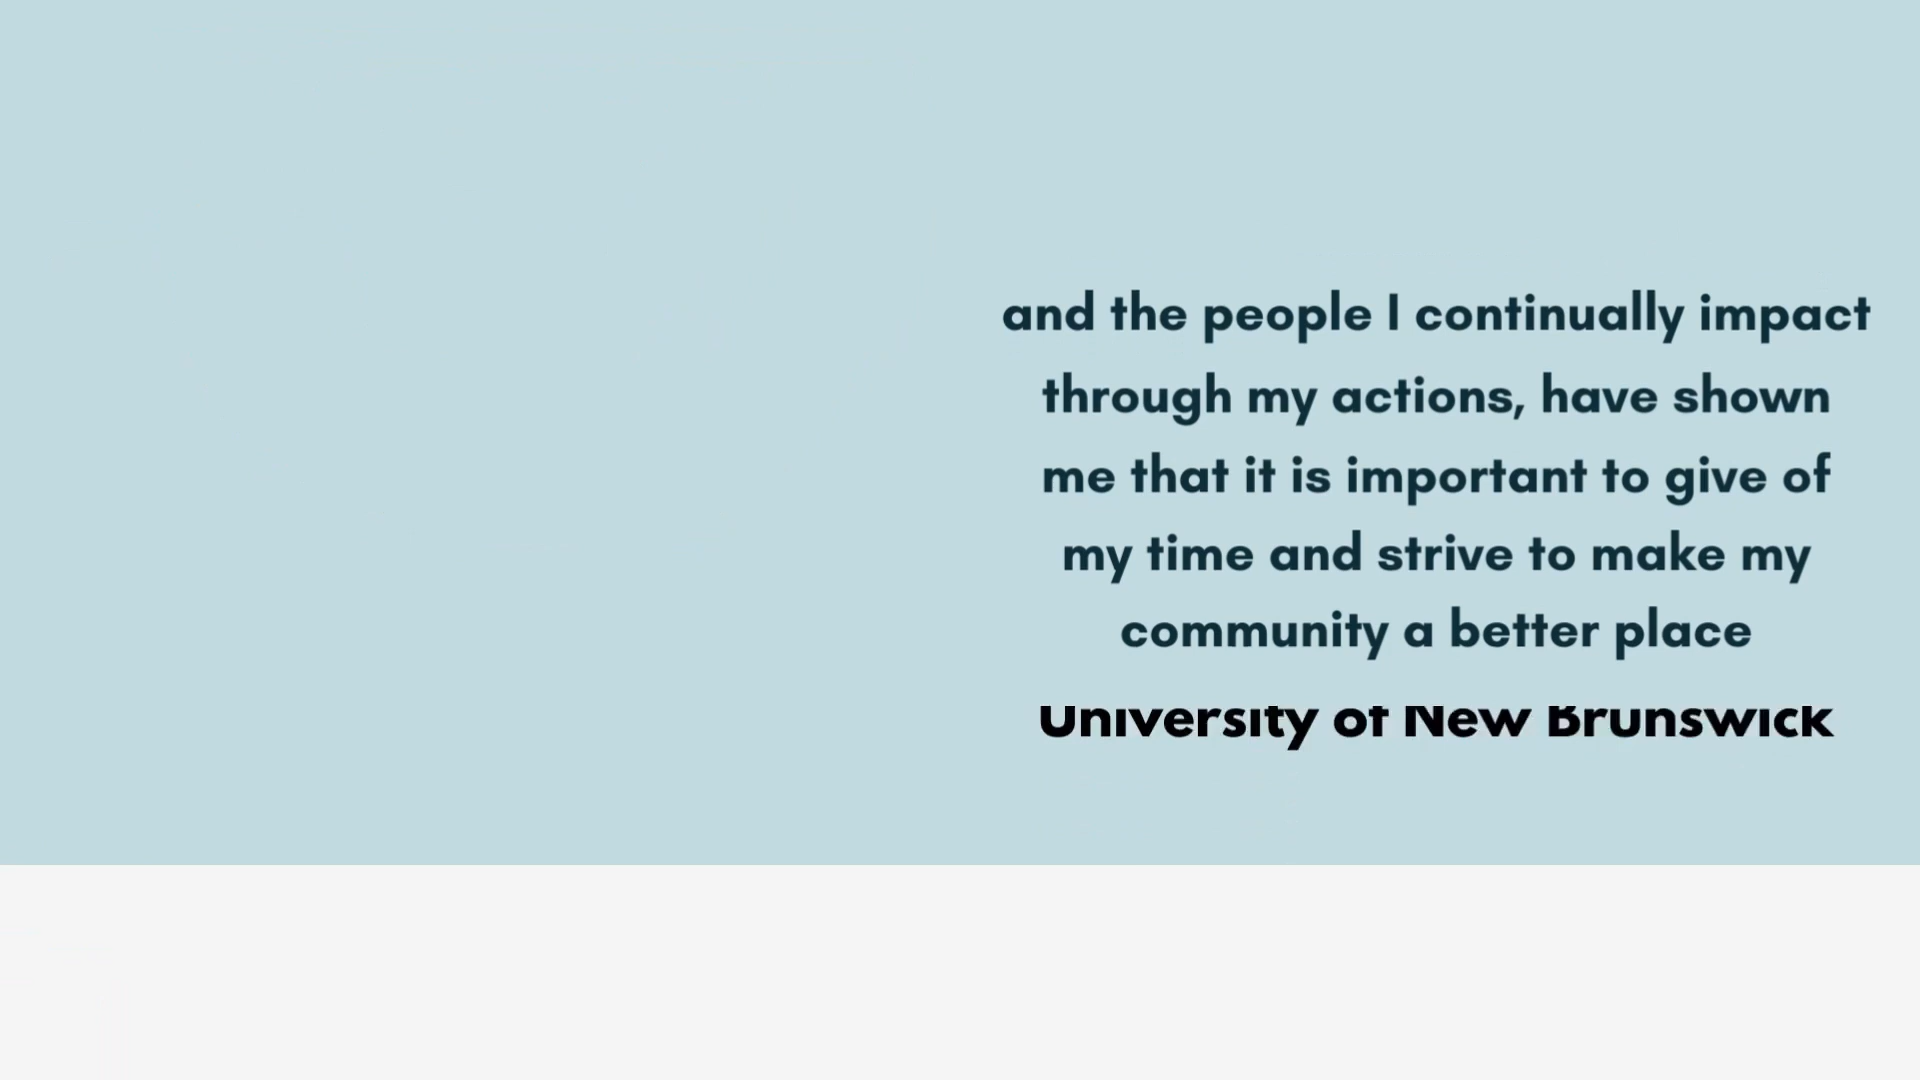 and the people I continually impact
through my actions, have shown
me that it is important to give of
my time and strive to make my
community a better place
University of New Brunswick